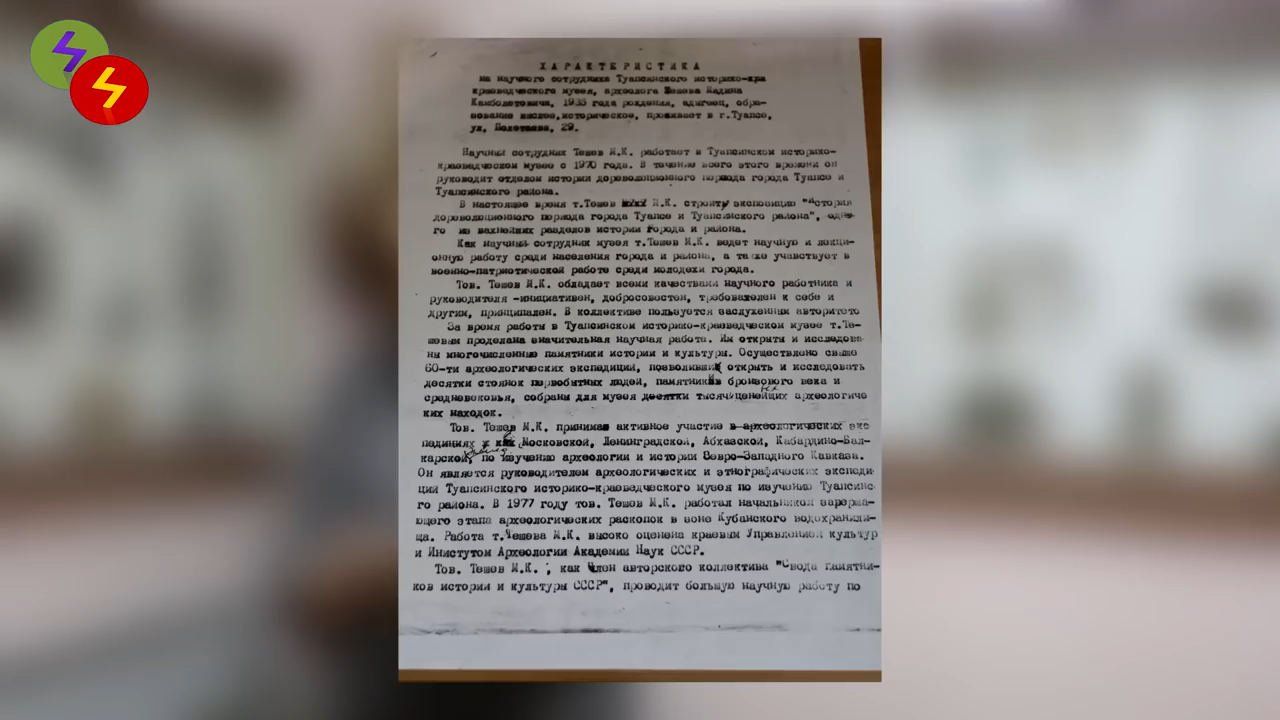 ХАРАКТЕРИСТИКА
на научного сотрудника Туапсинского историко-кра
краеведческого музея, археолога Тешева Мадина
Камболетовича, 1935 года рождения, адигеец, обра-
зование высшее, историческое, проживает в г.Туапсе,
ул. Полетаева, 29.
Научный сотрудник Тешев М.К. работает в Туапсинском историко-
краеведческом музее с 1970 года. В течение всего этого времени он
руководит отделом истории дореволюционного периода города Туапсе и
Туапсинского района.
В настоящее время т.Тешев М.К. строит экспозицию "История
дореволюционного периода города Туапсе и Туапсинского района", одно-
го из важнейших разделов истории города и района.
Как научный сотрудник музея т.Тешев М.К. ведет научную и лекци-
онную работу среди населения города и района, а также учавствует в
военно-патриотической работе среди молодежи города.
Тов. Тешев М.К. обладает всеми качествами научного работника и
руководителя -инициативен, добросовестен, требователен к себе и
другим, принципален. В коллективе пользуется заслуженным авторитето
За время работы в Туапсинском историко-краеведческом музее т.Те-
шевым проделана значительная научная работа. Им открыты и исследова-
ны многочисленные памятники истории и культуры. Осуществлено свыше
60-ти археологических экспедиций, позволивших открыть и исследовать
десятки стоянок первобытных людей, памятников бронзового века и
средневековья, собраны для музея десятки тысяч ценнейших археологиче
ких находок.
Тов. Тешев М.К. принимал активное участие в археологических экс
педициях Московской, Ленинградской, Абхазской, Кабардино-Бал-
карской, по изучению археологии и истории Севро-Западного Кавказа.
Он является руководителем археологических и этнографических экспеди-
ций Туапсинского историко-краеведческого музея по изучению Туапсинс
го района. В 1977 году тов. Тешев М.К. работал начальником заверша-
ющего этапа археологических раскопок в зоне Кубанского водохранили-
ща. Работа т.Тешева М.К. высоко оценена краевым Управлением культур
и Инистутом Археологии Академии Наук СССР.
Тов. Тешев М.К. , как член авторского коллектива "Свода памятни-
ков истории и культуры СССР", проводит большую научную работу по